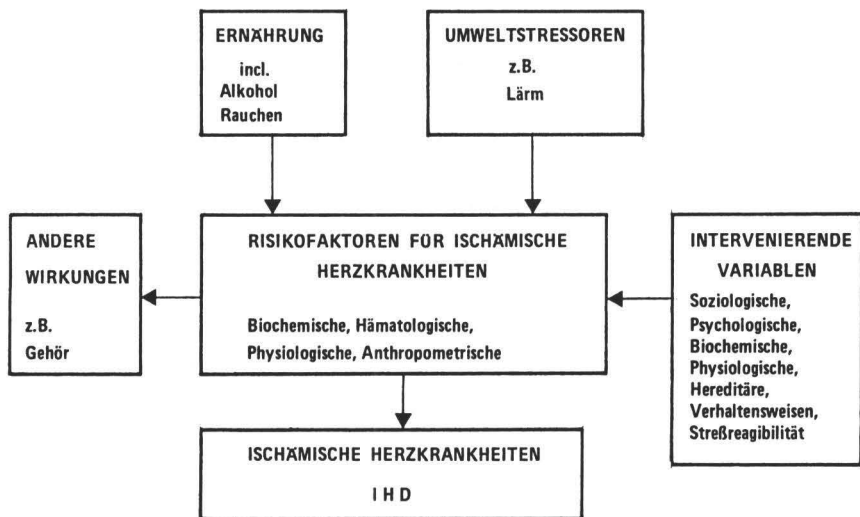 ERNÄHRUNG
incl.
Alkohol
Rauchen
UMWELTSTRESSOREN
z.B.
Lärm
ANDERE
WIRKUNGEN
z.B.
Gehör
RISIKOFAKTOREN FÜR ISCHÄMISCHE
HERZKRANKHEITEN
Biochemische, Hämatologische,
Physiologische, Anthropometrische
INTERVENIERENDE
VARIABLEN
Soziologische,
Psychologische,
Biochemische,
Physiologische,
Hereditäre,
Verhaltensweisen,
Streßreagibilität
ISCHÄMISCHE HERZKRANKHEITEN
I H D